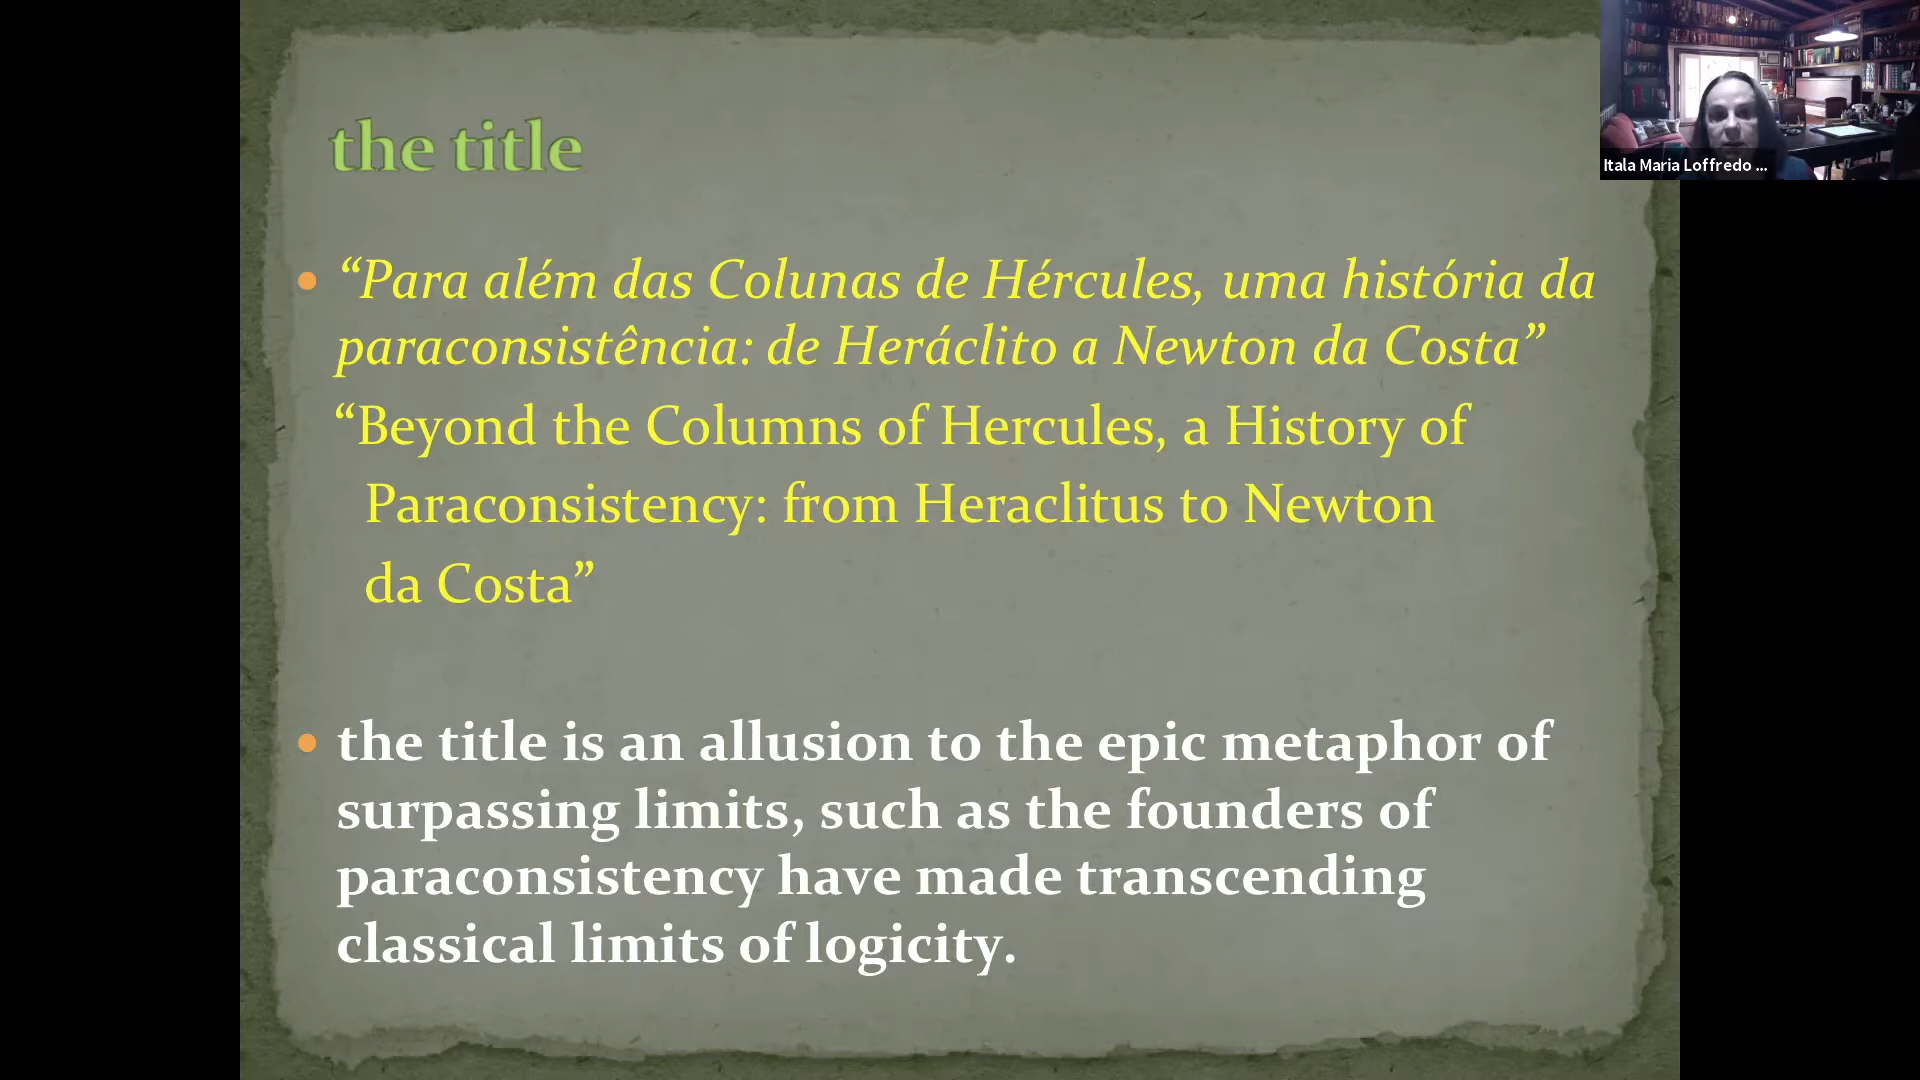 the title
Itala Maria Loffredo ...
• “Para além das Colunas de Hércules, uma história da
paraconsistência: de Heráclito a Newton da Costa”
“Beyond the Columns of Hercules, a History of
Paraconsistency: from Heraclitus to Newton
da Costa”
• the title is an allusion to the epic metaphor of
surpassing limits, such as the founders of
paraconsistency have made transcending
classical limits of logicity.